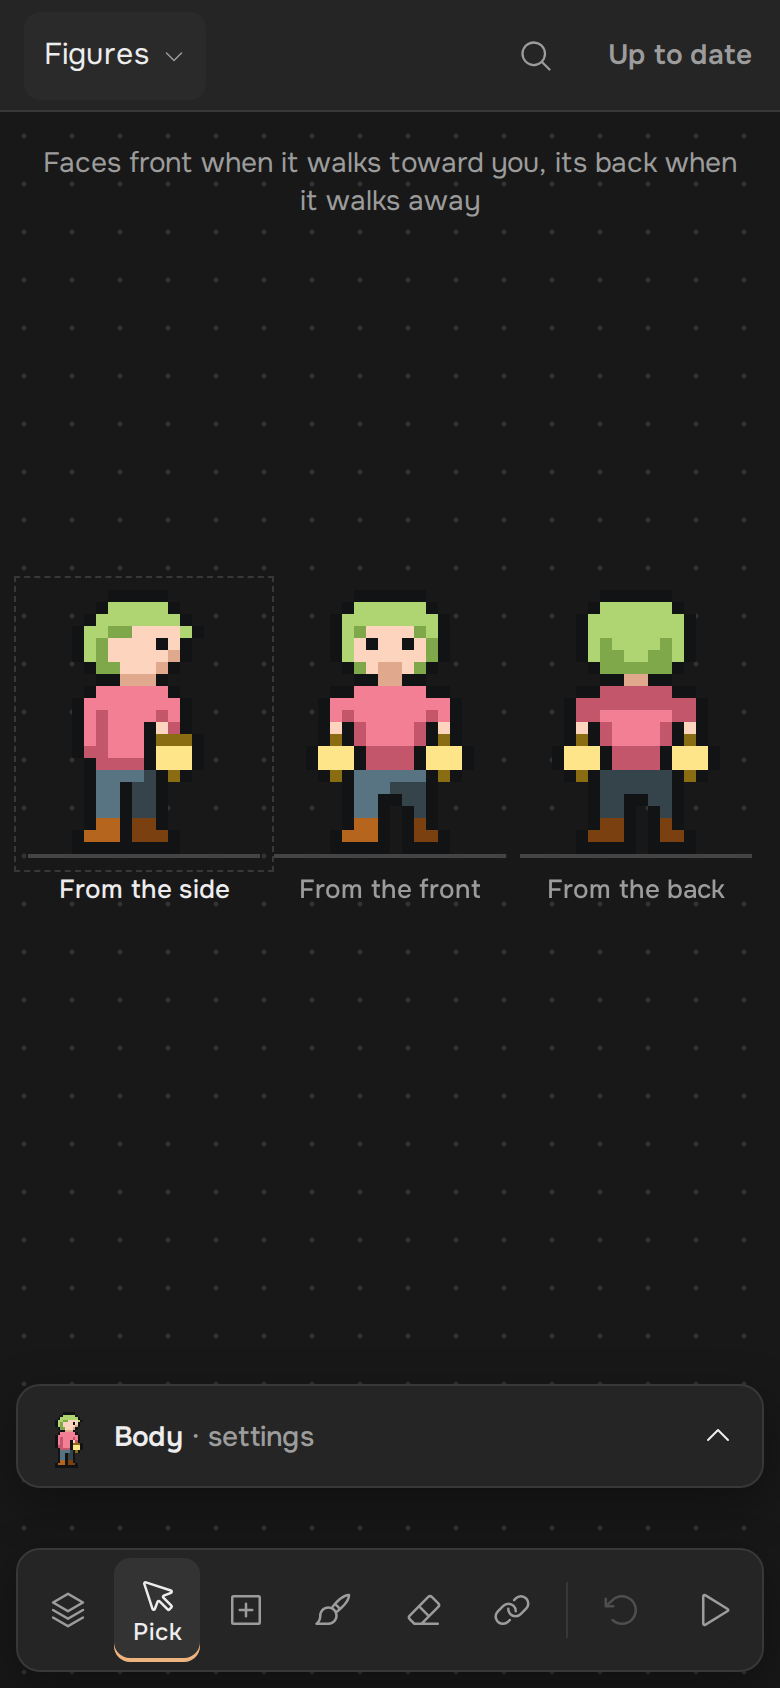 Figures
Up to date
Faces front when it walks toward you, its back when
it walks away
From the side
From the front
From the back
Body · settings
Pick